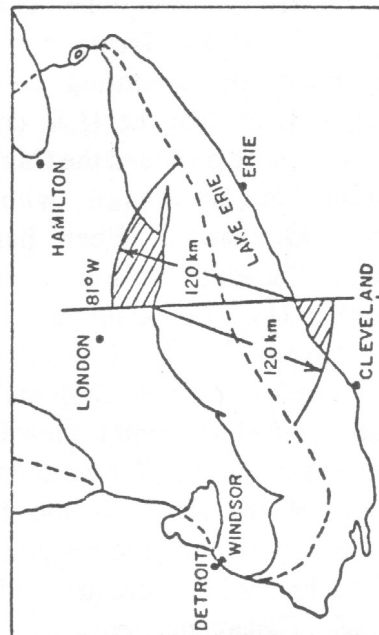 HAMILTON
81°W
120 km
ERIE
LAKE ERIE
LONDON
120 km
CLEVELAND
WINDSOR
DETROIT